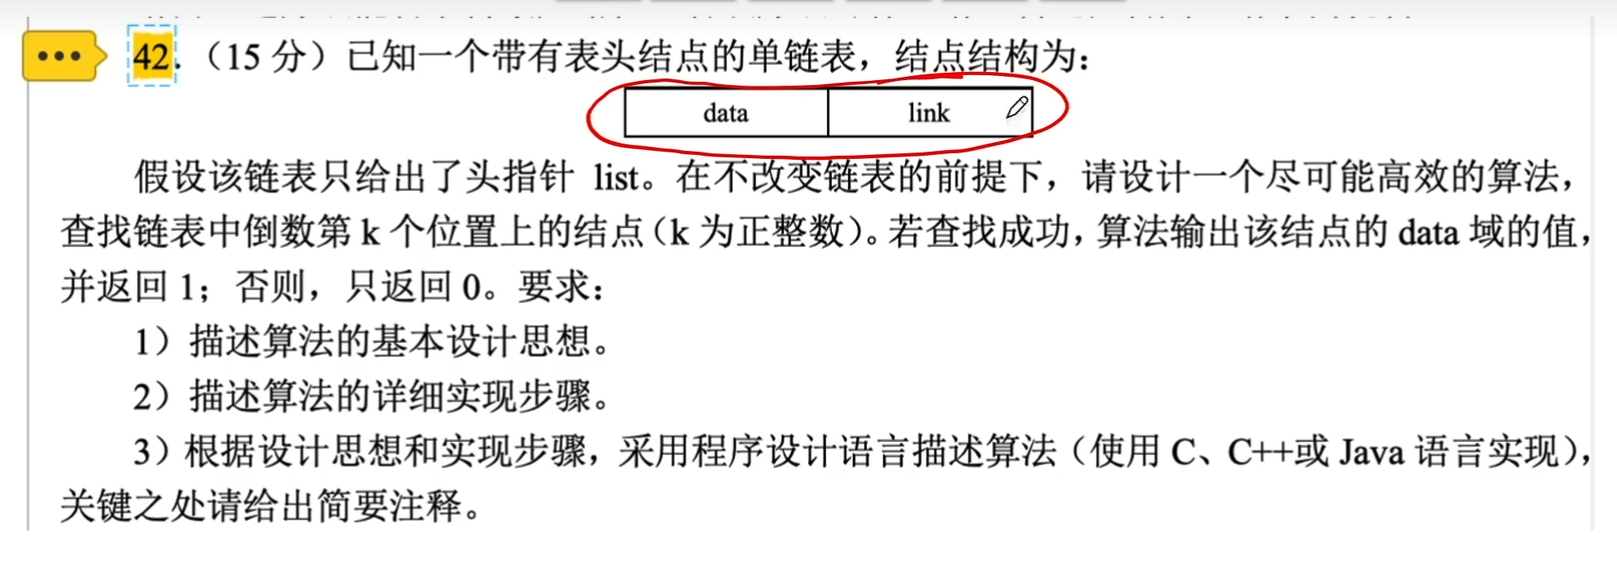 42.（15 分）已知一个带有表头结点的单链表，结点结构为：
data link
假设该链表只给出了头指针 list。在不改变链表的前提下，请设计一个尽可能高效的算法，
查找链表中倒数第 k 个位置上的结点（k 为正整数）。若查找成功，算法输出该结点的 data 域的值，
并返回 1；否则，只返回 0。要求：
1）描述算法的基本设计思想。
2）描述算法的详细实现步骤。
3）根据设计思想和实现步骤，采用程序设计语言描述算法（使用 C、C++或 Java 语言实现），
关键之处请给出简要注释。